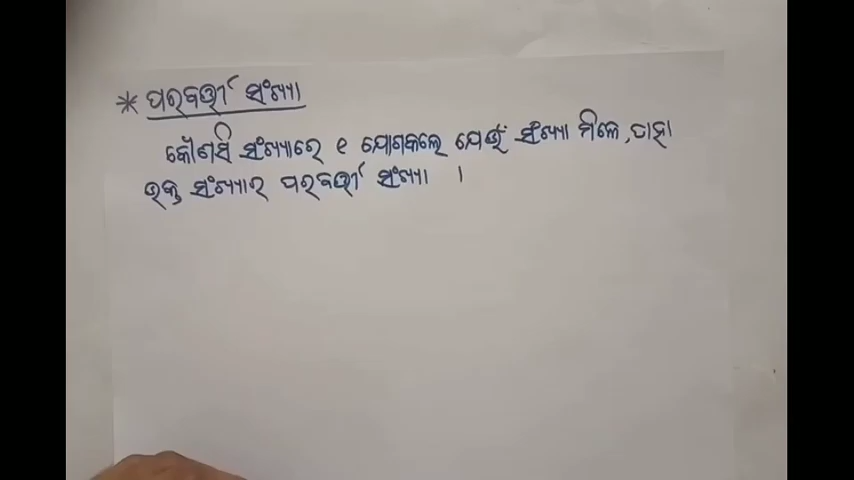 * ପରବର୍ତ୍ତୀ ସଂଖ୍ୟା
କୌଣସି ସଂଖ୍ୟାରେ ୧ ଯୋଗକଲେ ଯେଉଁ ସଂଖ୍ୟା ମିଳେ, ତାହା
ଉକ୍ତ ସଂଖ୍ୟାର ପରବର୍ତ୍ତୀ ସଂଖ୍ୟା ।